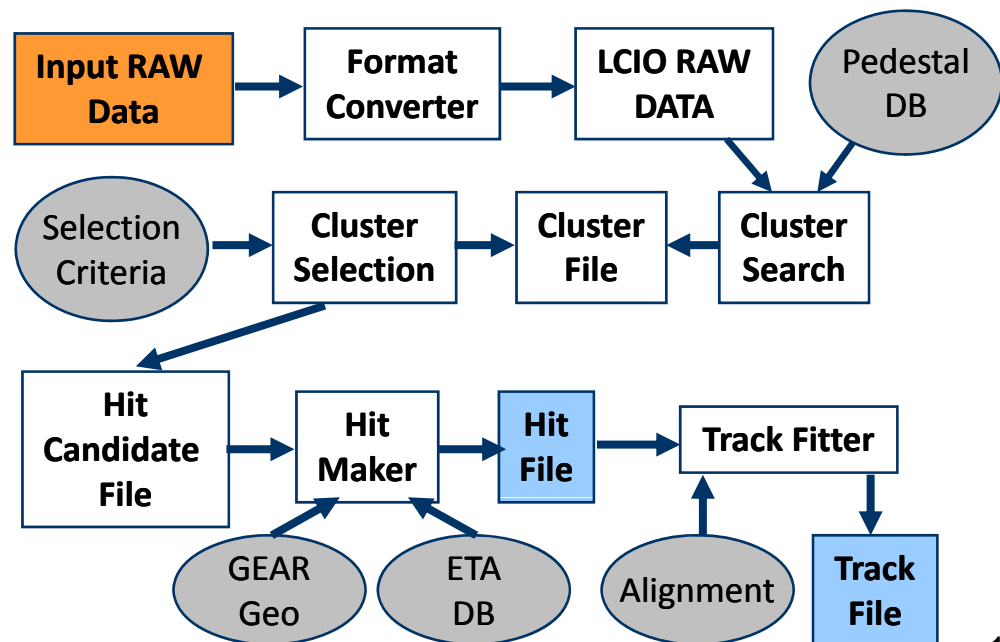 Input RAW
Data
Format
Converter
LCIO RAW
DATA
Pedestal
DB
Selection
Criteria
Cluster
Selection
Cluster
File
Cluster
Search
Hit
Candidate
File
Hit
Maker
Hit
File
Track Fitter
GEAR
Geo
ETA
DB
Alignment
Track
File